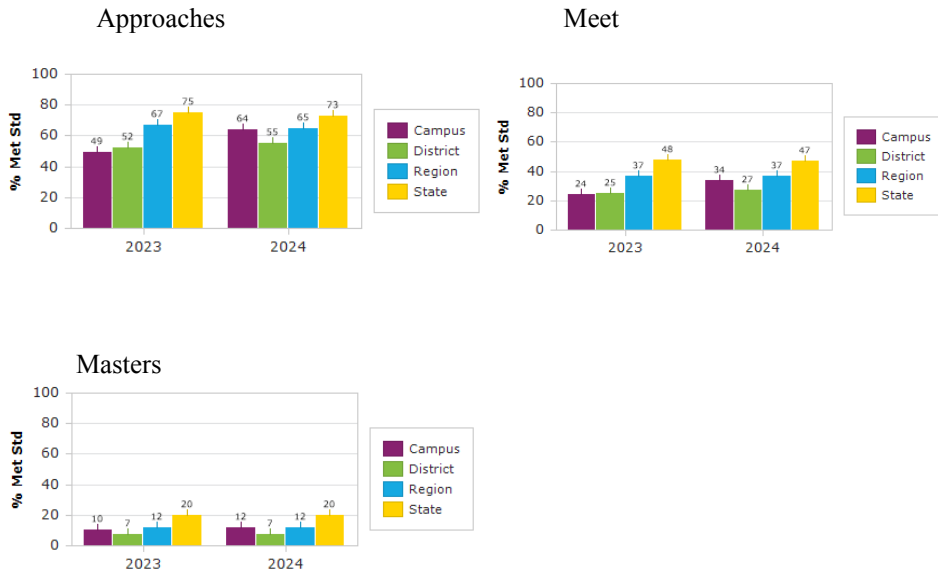 Approaches
% Met Std
100
80
60
40
20
0
49
52
67
75
64
55
65
73
2023
2024
Campus
District
Region
State
Meet
% Met Std
100
80
60
40
20
0
24
25
37
48
34
27
37
47
2023
2024
Campus
District
Region
State
Masters
% Met Std
100
80
60
40
20
0
10
7
12
20
12
7
12
20
2023
2024
Campus
District
Region
State